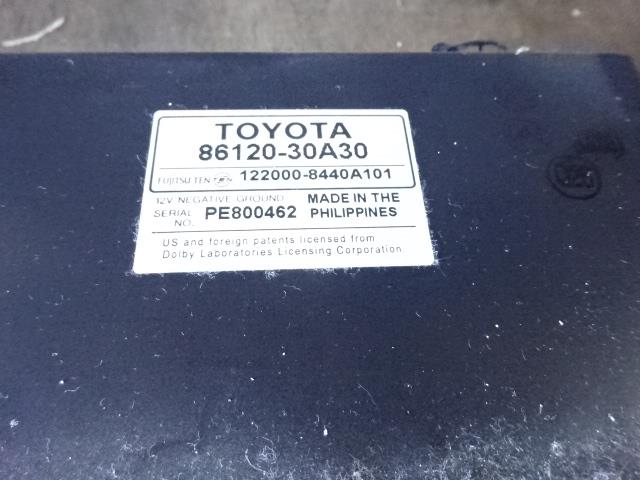 TOYOTA
86120-30A30
FUJITSU TEN TEN 122000-8440A101
12V NEGATIVE GROUND MADE IN THE
SERIAL NO. PE800462 PHILIPPINES
US and foreign patents licensed from
Dolby Laboratories Licensing Corporation.